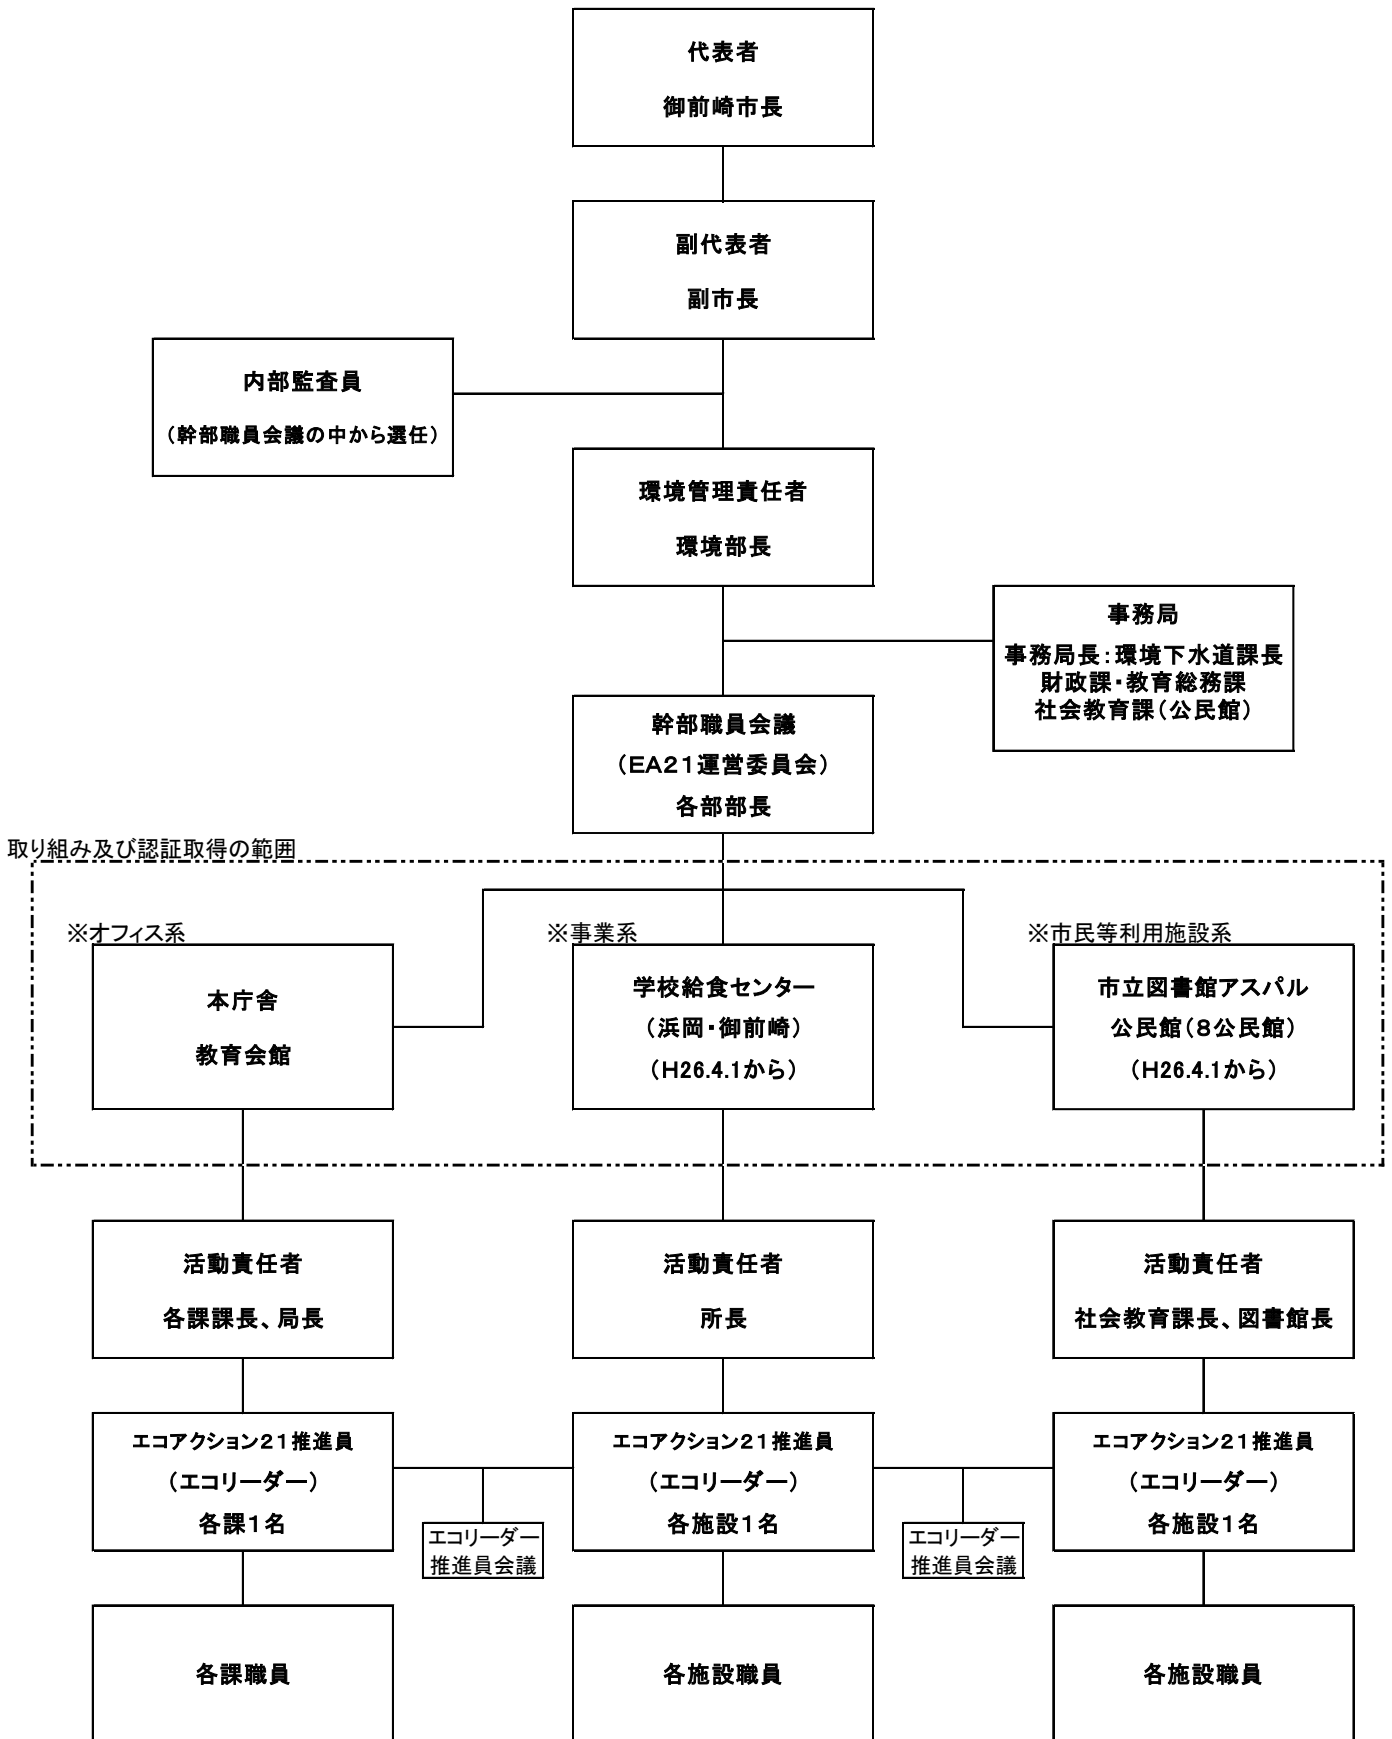 代表者
御前崎市長
副代表者
副市長
内部監査員
（幹部職員会議の中から選任）
環境管理責任者
環境部長
事務局
事務局長：環境下水道課長
財政課・教育総務課
社会教育課（公民館）
幹部職員会議
（EA21運営委員会）
各部部長
取り組み及び認証取得の範囲
※オフィス系
本庁舎
教育会館
※事業系
学校給食センター
（浜岡・御前崎）
（H26.4.1から）
※市民等利用施設系
市立図書館アスパル
公民館（8公民館）
（H26.4.1から）
活動責任者
各課課長、局長
活動責任者
所長
活動責任者
社会教育課長、図書館長
エコアクション21推進員
（エコリーダー）
各課1名
エコリーダー
推進員会議
エコアクション21推進員
（エコリーダー）
各施設1名
エコリーダー
推進員会議
エコアクション21推進員
（エコリーダー）
各施設1名
各課職員
各施設職員
各施設職員